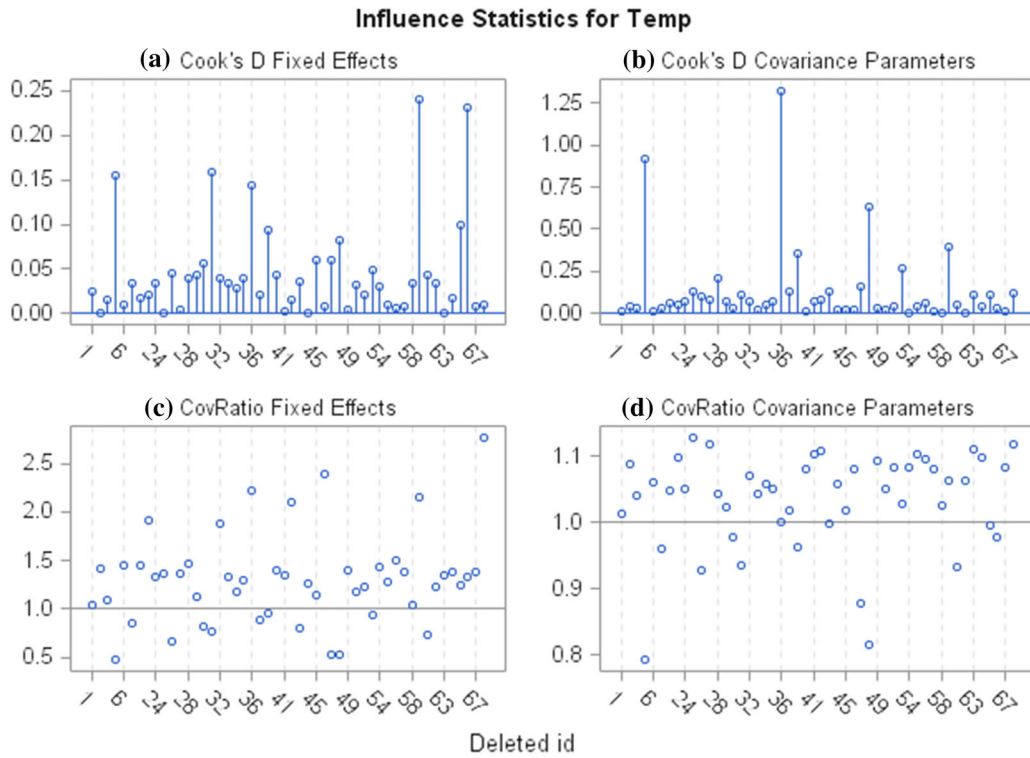 Influence Statistics for Temp
(a) Cook's D Fixed Effects
0.25
0.20
0.15
0.10
0.05
0.00
1 6 24 28 32 36 41 45 49 54 58 63 67
(b) Cook's D Covariance Parameters
1.25
1.00
0.75
0.50
0.25
0.00
1 6 24 28 32 36 41 45 49 54 58 63 67
(c) CovRatio Fixed Effects
2.5
2.0
1.5
1.0
0.5
1 6 24 28 32 36 41 45 49 54 58 63 67
(d) CovRatio Covariance Parameters
1.1
1.0
0.9
0.8
1 6 24 28 32 36 41 45 49 54 58 63 67
Deleted id